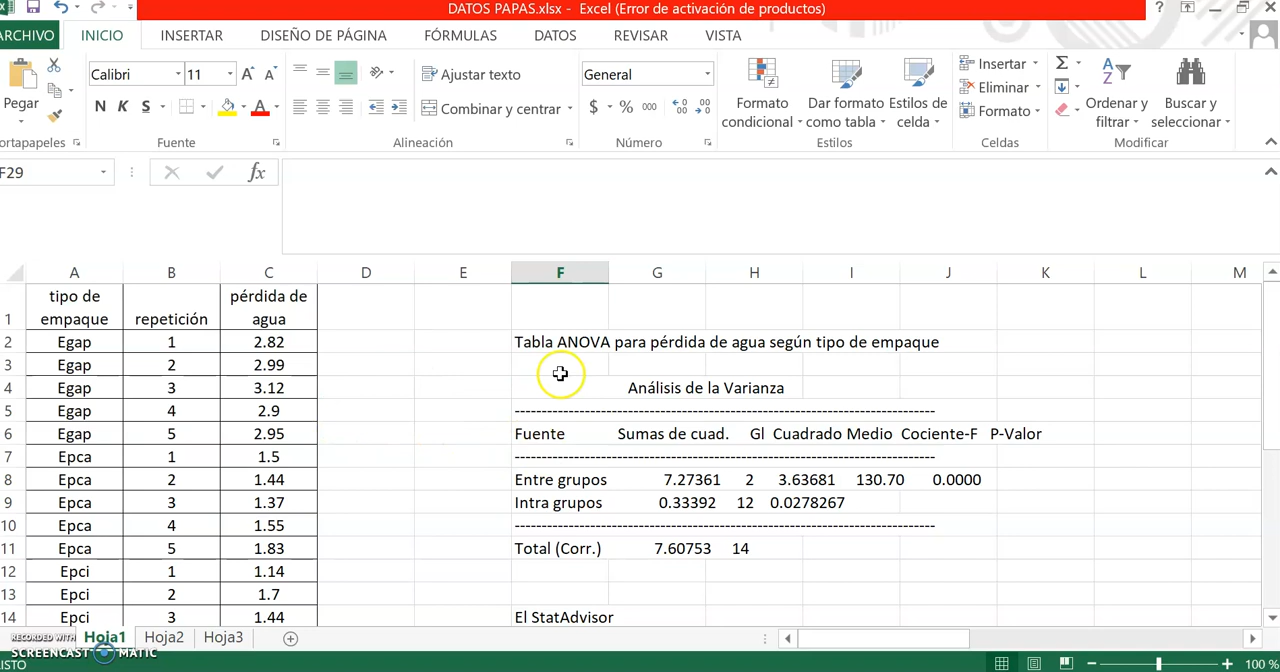 DATOS PAPAS.xlsx - Excel (Error de activación de productos)
ARCHIVO INICIO INSERTAR DISEÑO DE PÁGINA FÓRMULAS DATOS REVISAR VISTA
Calibri 11 Ajustar texto General Insertar Σ
Pegar N K S Combinar y centrar $ % 000 Formato condicional Dar formato como tabla Estilos de celda Eliminar Formato Ordenar y filtrar Buscar y seleccionar
ortapapeles Fuente Alineación Número Estilos Celdas Modificar
F29 fx
A B C D E F G H I J K L M
1 tipo de empaque repetición pérdida de agua
2 Egap 1 2.82 Tabla ANOVA para pérdida de agua según tipo de empaque
3 Egap 2 2.99
4 Egap 3 3.12 Análisis de la Varianza
5 Egap 4 2.9 -----------------------------------------------------------------------------
6 Egap 5 2.95 Fuente Sumas de cuad. Gl Cuadrado Medio Cociente-F P-Valor
7 Epca 1 1.5 -----------------------------------------------------------------------------
8 Epca 2 1.44 Entre grupos 7.27361 2 3.63681 130.70 0.0000
9 Epca 3 1.37 Intra grupos 0.33392 12 0.0278267
10 Epca 4 1.55 -----------------------------------------------------------------------------
11 Epca 5 1.83 Total (Corr.) 7.60753 14
12 Epci 1 1.14
13 Epci 2 1.7
14 Epci 3 1.44 El StatAdvisor
RECORDED WITH Hoja1 Hoja2 Hoja3
SCREENCAST MATIC
LISTO 100 %